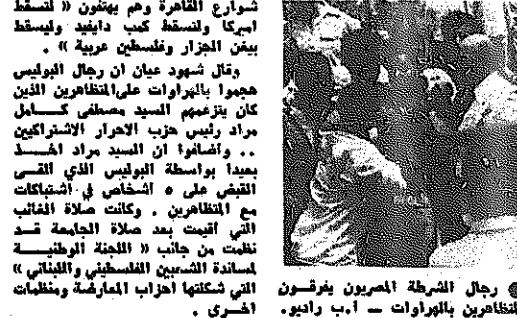 شوارع القاهرة وهم يهتفون « لتسقط
اميركا ولتسقط كمب دايفيد وليسقط
بيغن الجزار وفلسطين عربية » .
وقال شهود عيان ان رجال البوليس
هجموا بالهراوات على المتظاهرين الذين
كان يتزعمهم السيد مصطفى كامل
مراد رئيس حزب الاحرار الاشتراكيين
.. واضافوا ان السيد مراد اخذ
بعيدا بواسطة البوليس الذي القى
القبض على ٥ اشخاص في اشتباكات
مع المتظاهرين . وكانت صلاة الغائب
التي اقيمت بعد صلاة الجامعة قد
نظمت من جانب « اللجنة الوطنية
لمساندة الشعبين الفلسطيني واللبناني »
التي شكلتها احزاب المعارضة ومنظمات
اخرى .
رجال الشرطة المصريون يفرقون
المتظاهرين بالهراوات — أ.ب راديو.